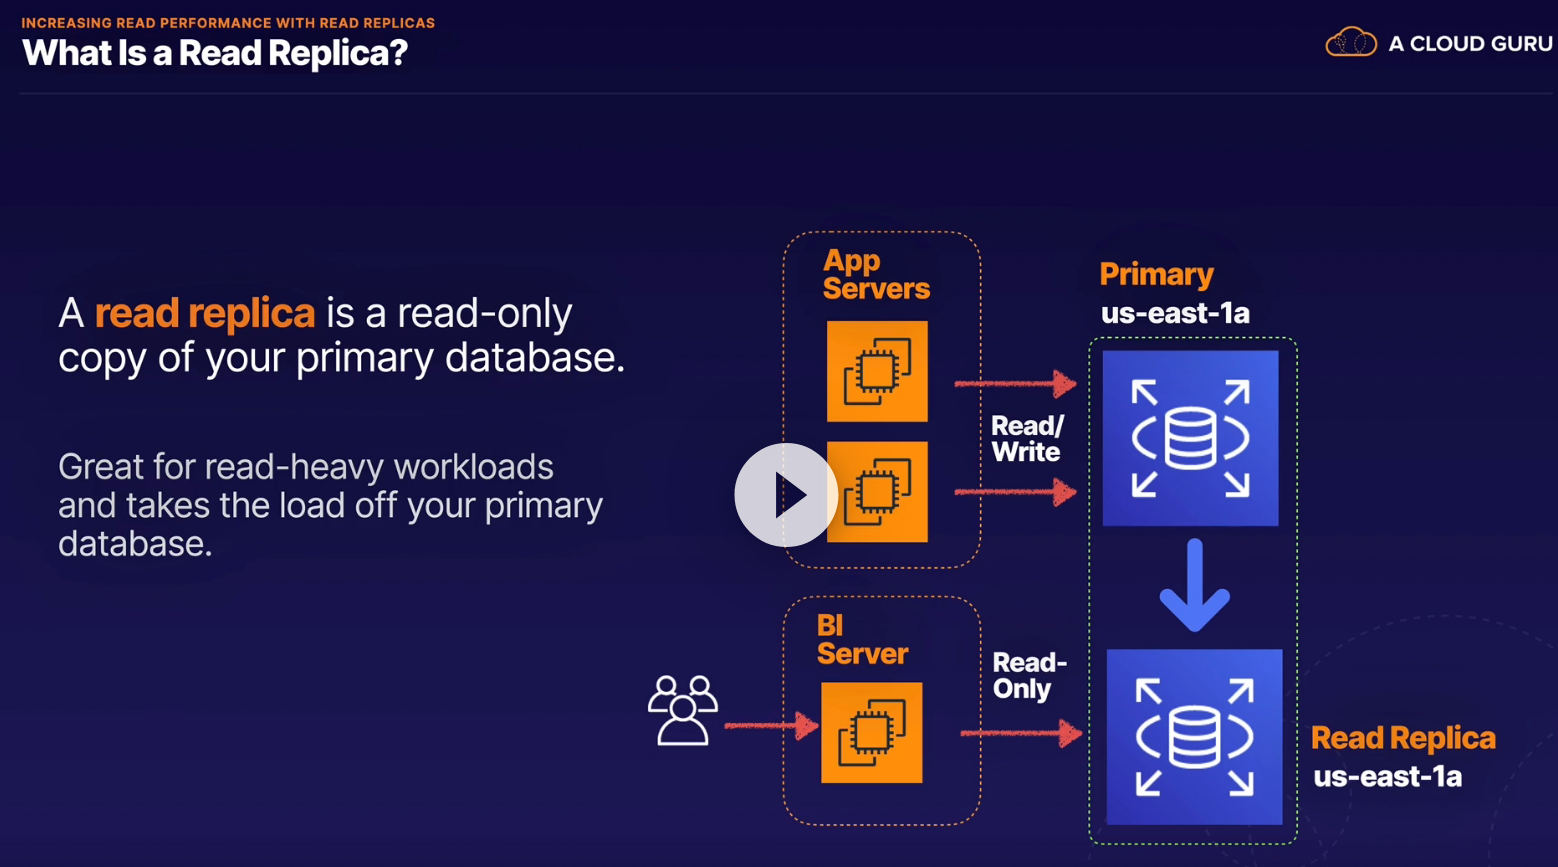 INCREASING READ PERFORMANCE WITH READ REPLICAS
What Is a Read Replica?
A CLOUD GURU
A read replica is a read-only
copy of your primary database.
Great for read-heavy workloads
and takes the load off your primary
database.
App
Servers
Read/
Write
Primary
us-east-1a
BI
Server
Read-
Only
Read Replica
us-east-1a